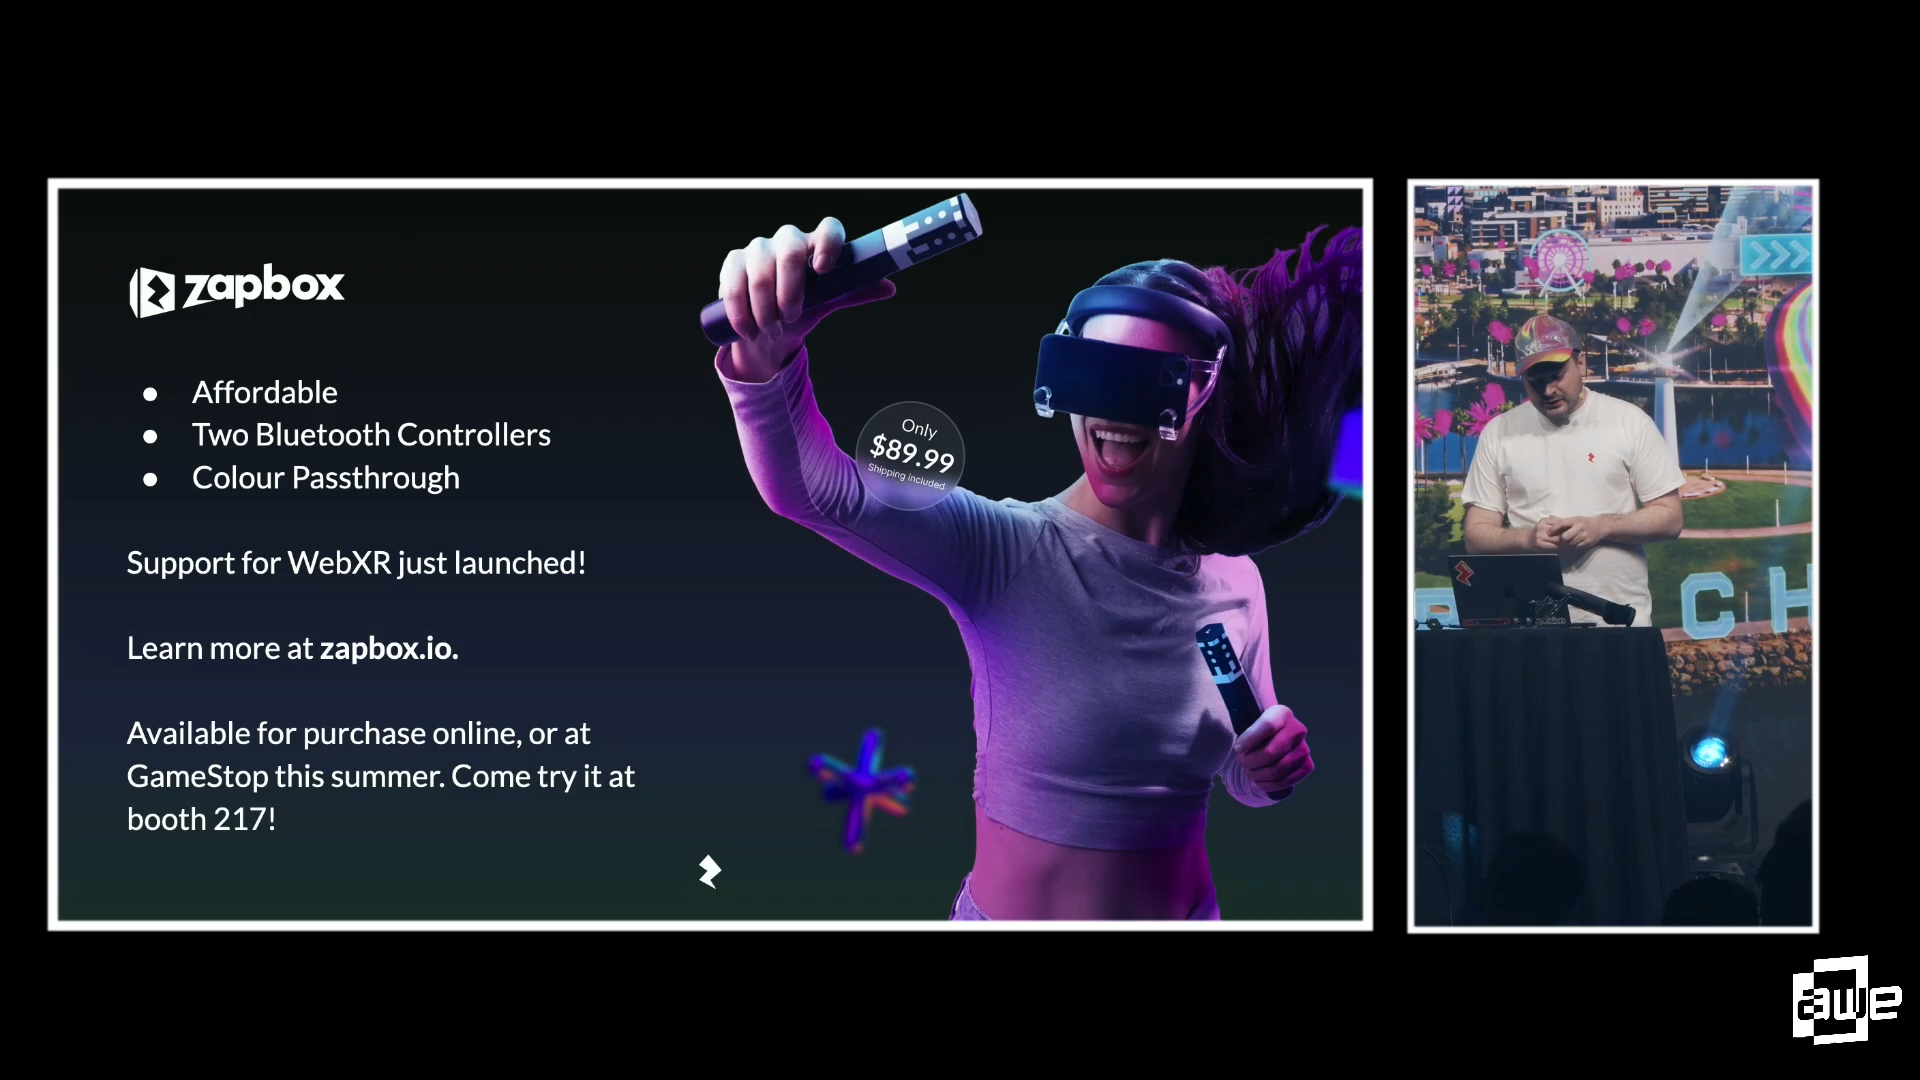 zapbox
● Affordable
● Two Bluetooth Controllers
● Colour Passthrough
Support for WebXR just launched!
Learn more at zapbox.io.
Available for purchase online, or at
GameStop this summer. Come try it at
booth 217!
Only
$89.99
Shipping included
CH
awe